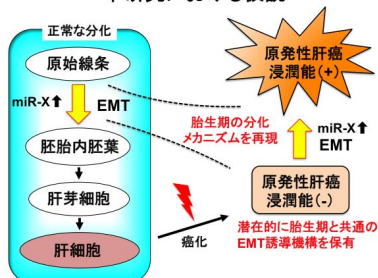 正常な分化
原始線条
miR-X⬆ EMT
胚胎内胚葉
肝芽細胞
肝細胞
胎生期の分化
メカニズムを再現
癌化
原発性肝癌
浸潤能(+)
miR-X⬆
EMT
原発性肝癌
浸潤能(-)
潜在的に胎生期と共通の
EMT誘導機構を保有